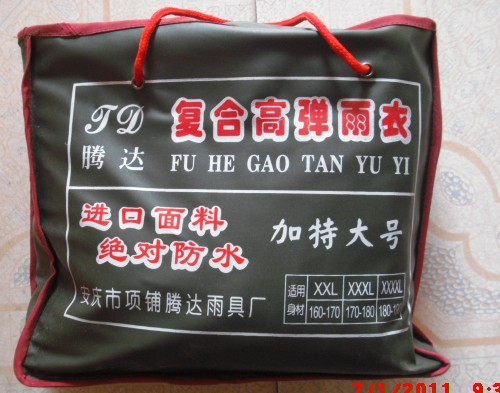 TD 复合高弹雨衣
腾达 FU HE GAO TAN YU YI
进口面料
绝对防水
加持大号
安庆市项铺腾达雨具厂
适用 XXL XXXL XXXXL
身材 160-170 170-180
7/1/2011